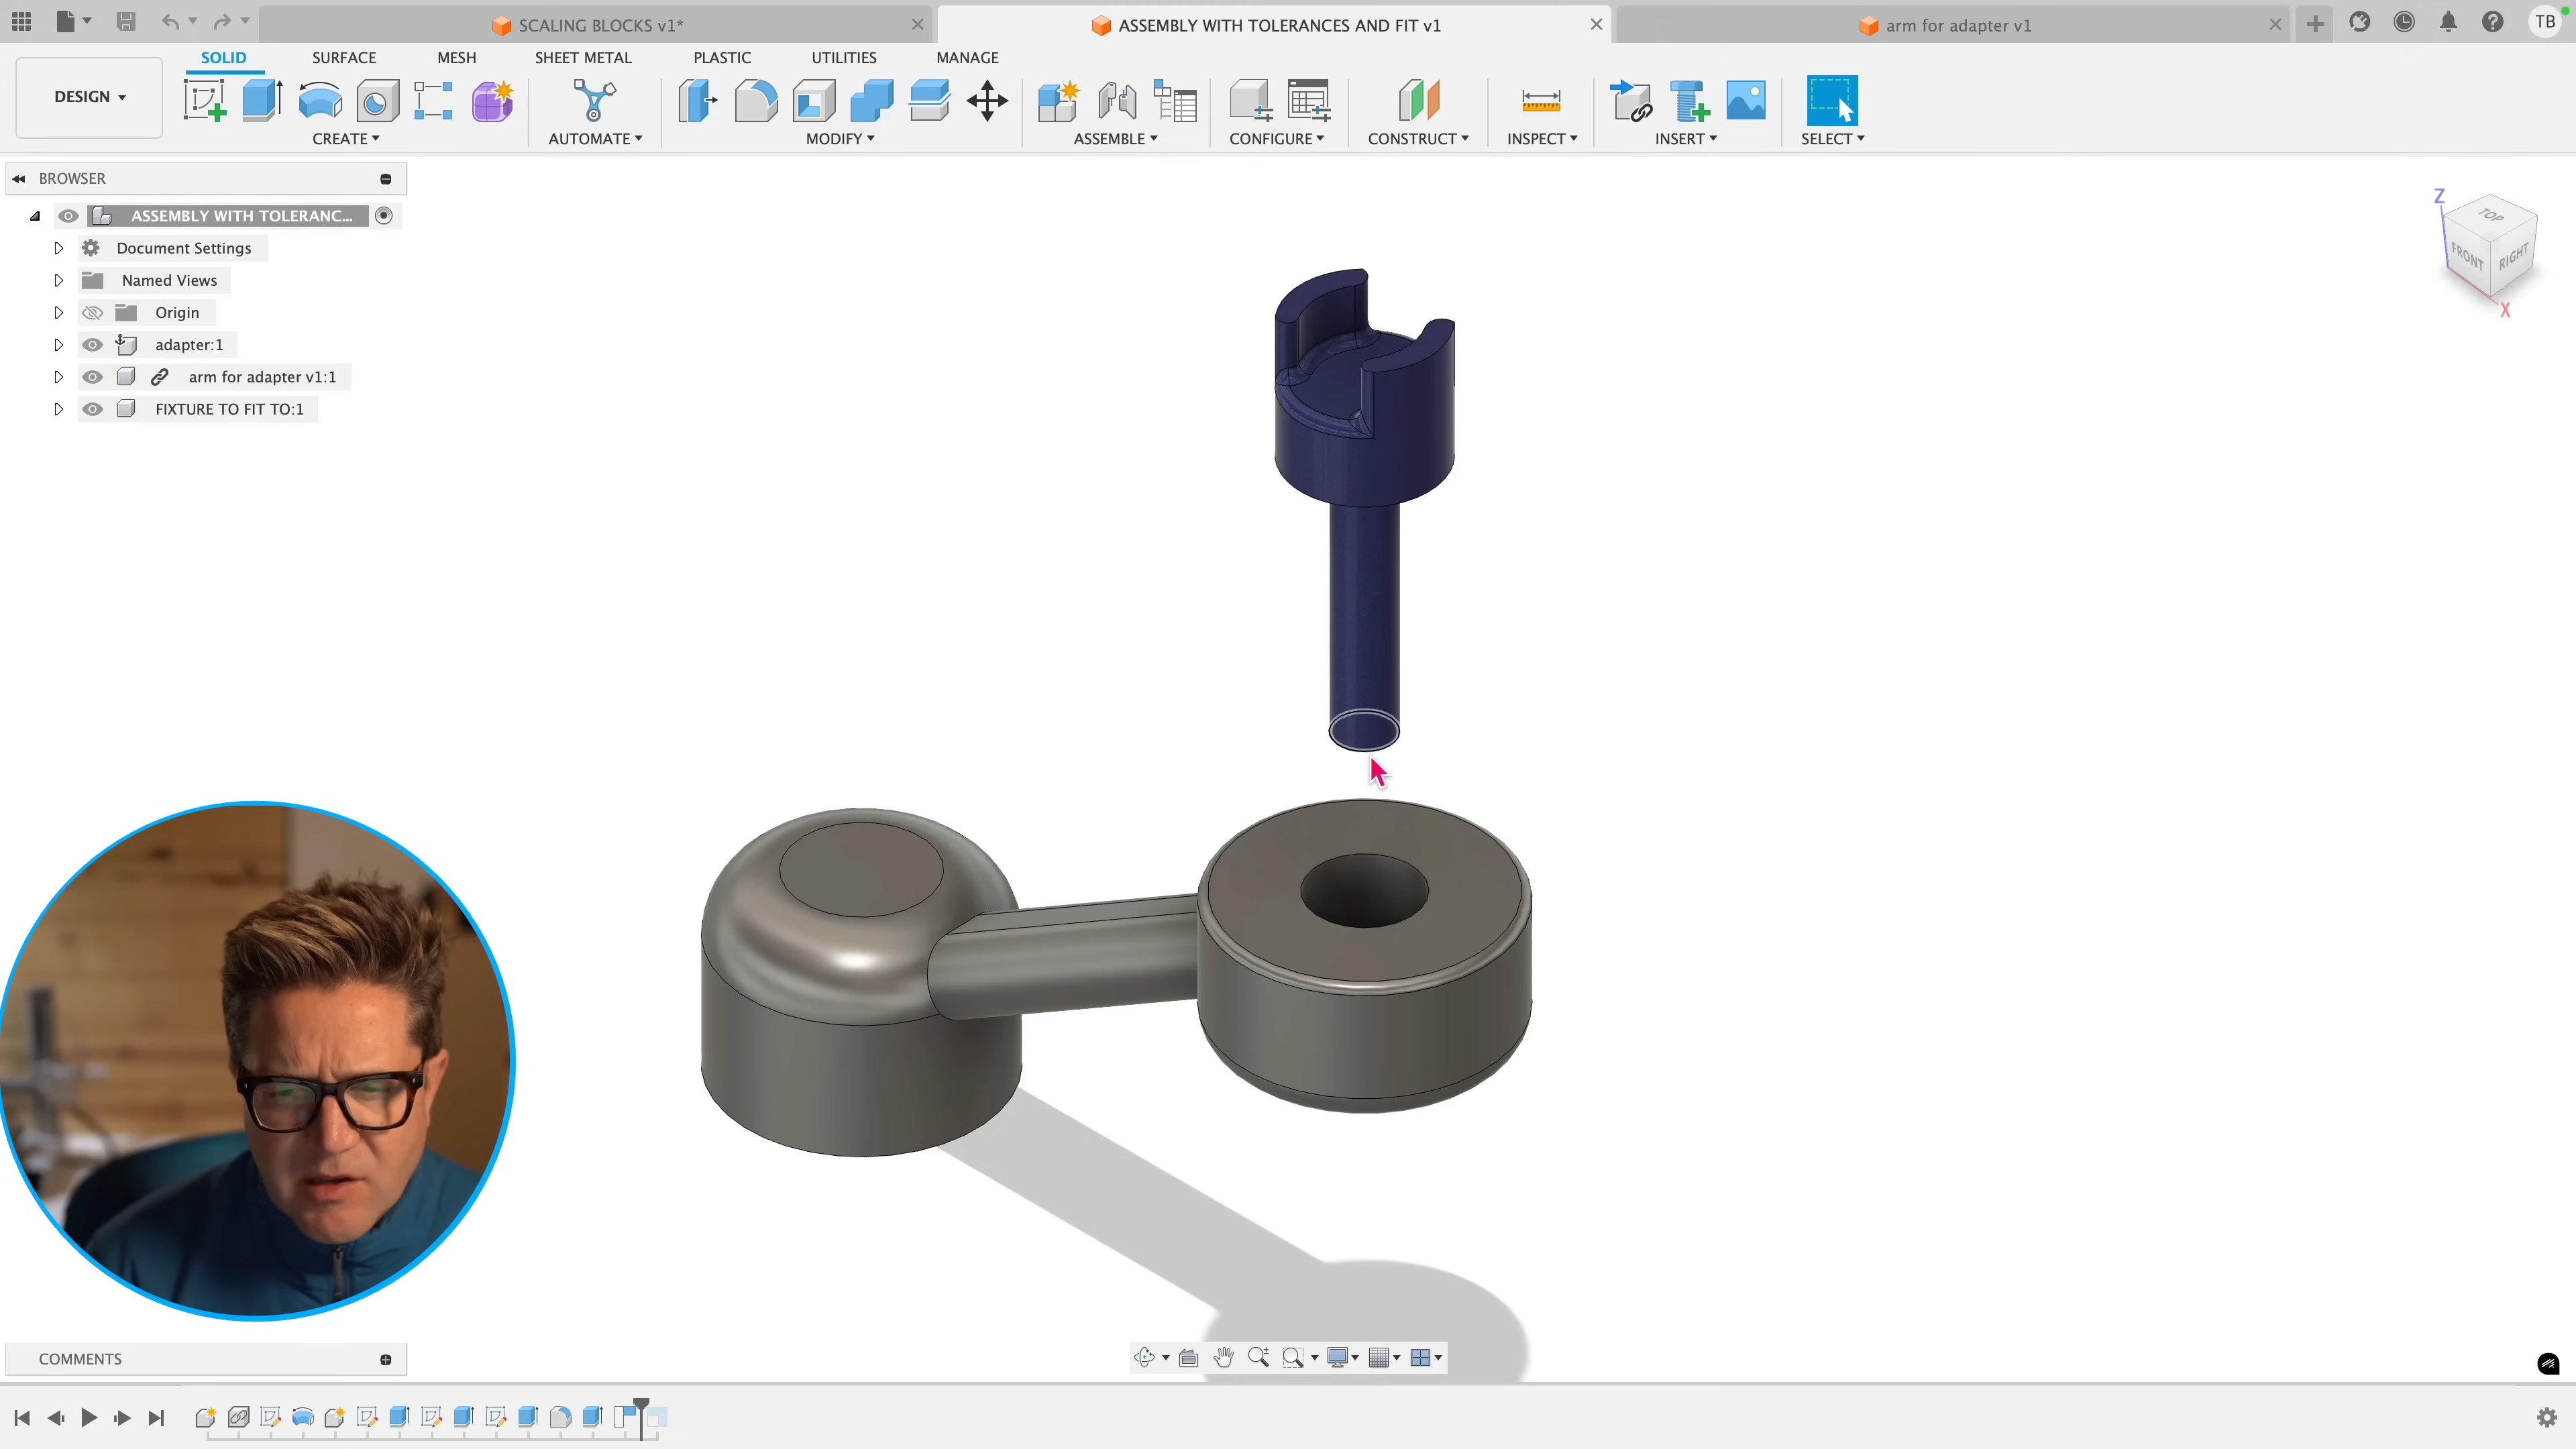 SCALING BLOCKS v1*
ASSEMBLY WITH TOLERANCES AND FIT v1
arm for adapter v1
TB
DESIGN
SOLID
SURFACE
MESH
SHEET METAL
PLASTIC
UTILITIES
MANAGE
CREATE
AUTOMATE
MODIFY
ASSEMBLE
CONFIGURE
CONSTRUCT
INSPECT
INSERT
SELECT
BROWSER
ASSEMBLY WITH TOLERANC...
Document Settings
Named Views
Origin
adapter:1
arm for adapter v1:1
FIXTURE TO FIT TO:1
Z
TOP
FRONT
RIGHT
X
COMMENTS